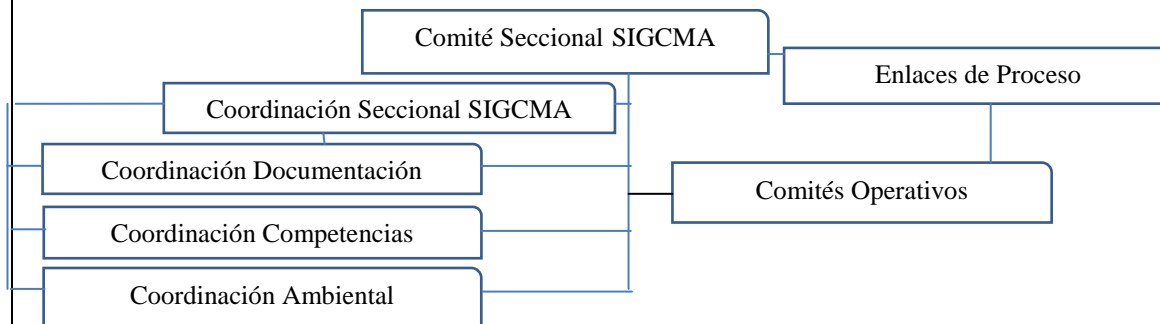 Comité Seccional SIGCMA
Enlaces de Proceso
Coordinación Seccional SIGCMA
Coordinación Documentación
Comités Operativos
Coordinación Competencias
Coordinación Ambiental